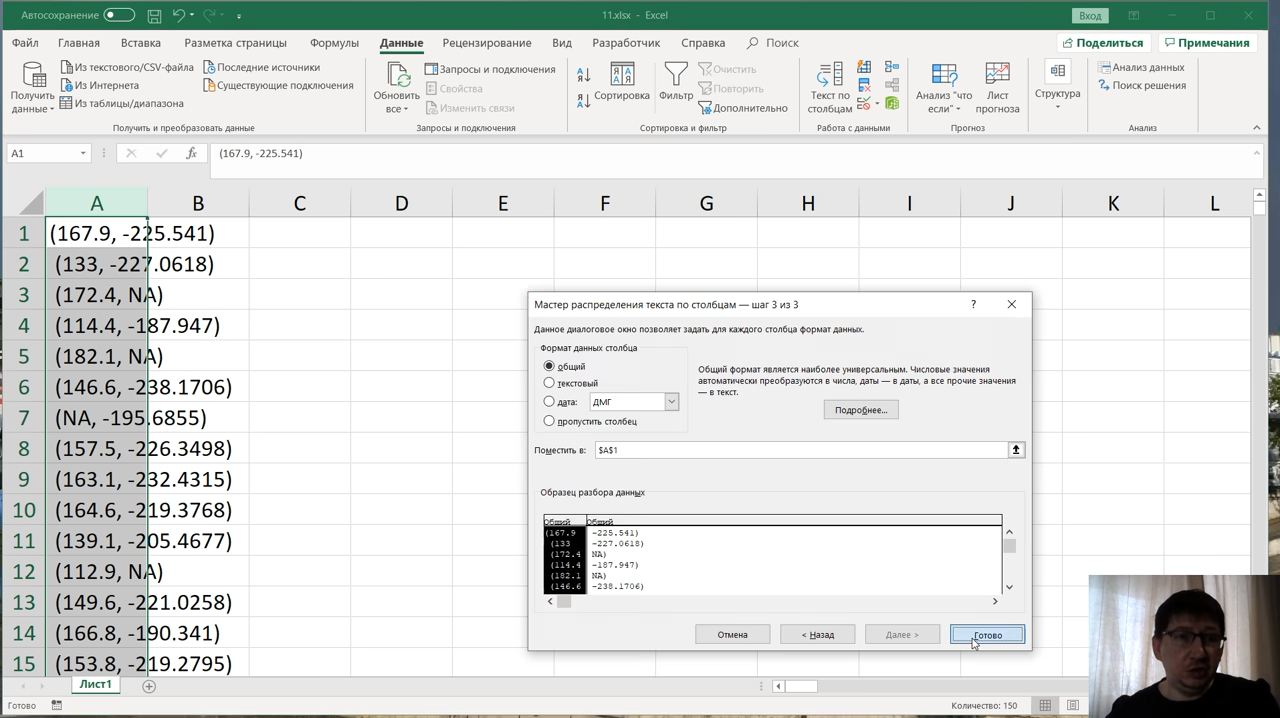 Автосохранение
11.xlsx - Excel
Вход
Файл Главная Вставка Разметка страницы Формулы Данные Рецензирование Вид Разработчик Справка Поиск
Поделиться Примечания
Получить данные
Из текстового/CSV-файла
Из Интернета
Из таблицы/диапазона
Последние источники
Существующие подключения
Получить и преобразовать данные
Обновить все
Запросы и подключения
Свойства
Изменить связи
Запросы и подключения
Сортировка
Фильтр
Очистить
Повторить
Дополнительно
Сортировка и фильтр
Текст по столбцам
Работа с данными
Анализ "что если"
Лист прогноза
Прогноз
Структура
Анализ данных
Поиск решения
Анализ
A1
fx
(167.9, -225.541)
A B C D E F G H I J K L
1 (167.9, -225.541)
2 (133, -227.0618)
3 (172.4, NA)
4 (114.4, -187.947)
5 (182.1, NA)
6 (146.6, -238.1706)
7 (NA, -195.6855)
8 (157.5, -226.3498)
9 (163.1, -232.4315)
10 (164.6, -219.3768)
11 (139.1, -205.4677)
12 (112.9, NA)
13 (149.6, -221.0258)
14 (166.8, -190.341)
15 (153.8, -219.2795)
Мастер распределения текста по столбцам — шаг 3 из 3
?
Данное диалоговое окно позволяет задать для каждого столбца формат данных.
Формат данных столбца
общий
текстовый
дата: ДМГ
пропустить столбец
Общий формат является наиболее универсальным. Числовые значения
автоматически преобразуются в числа, даты — в даты, а все прочие значения
— в текст.
Подробнее...
Поместить в: $A$1
Образец разбора данных
Общий Общий
(167.9 -225.541)
(133 -227.0618)
(172.4 NA)
(114.4 -187.947)
(182.1 NA)
(146.6 -238.1706)
Отмена
< Назад
Далее >
Готово
Лист1
Готово
Количество: 150